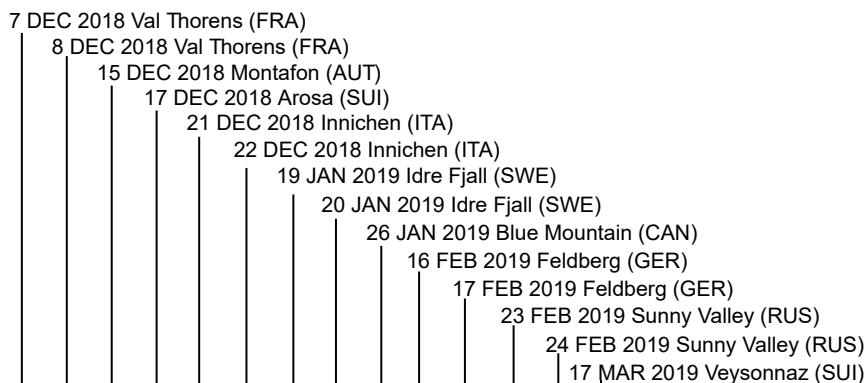 7 DEC 2018 Val Thorens (FRA)
8 DEC 2018 Val Thorens (FRA)
15 DEC 2018 Montafon (AUT)
17 DEC 2018 Arosa (SUI)
21 DEC 2018 Innichen (ITA)
22 DEC 2018 Innichen (ITA)
19 JAN 2019 Idre Fjall (SWE)
20 JAN 2019 Idre Fjall (SWE)
26 JAN 2019 Blue Mountain (CAN)
16 FEB 2019 Feldberg (GER)
17 FEB 2019 Feldberg (GER)
23 FEB 2019 Sunny Valley (RUS)
24 FEB 2019 Sunny Valley (RUS)
17 MAR 2019 Veysonnaz (SUI)